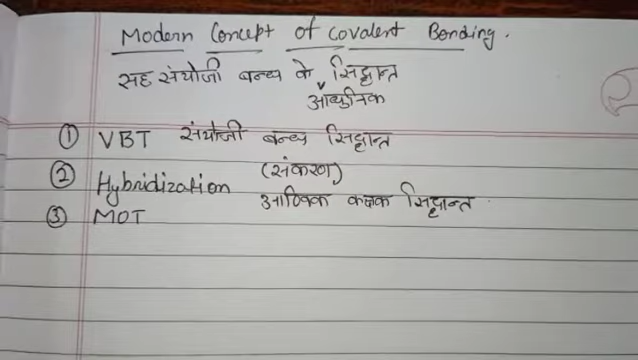 Modern Concept of Covalent Bonding.
सह संयोजी बन्ध के सिद्धान्त
आधुनिक
① VBT संयोजी बन्ध सिद्धान्त
② Hybridization (संकरण)
③ MOT आण्विक कक्षक सिद्धान्त